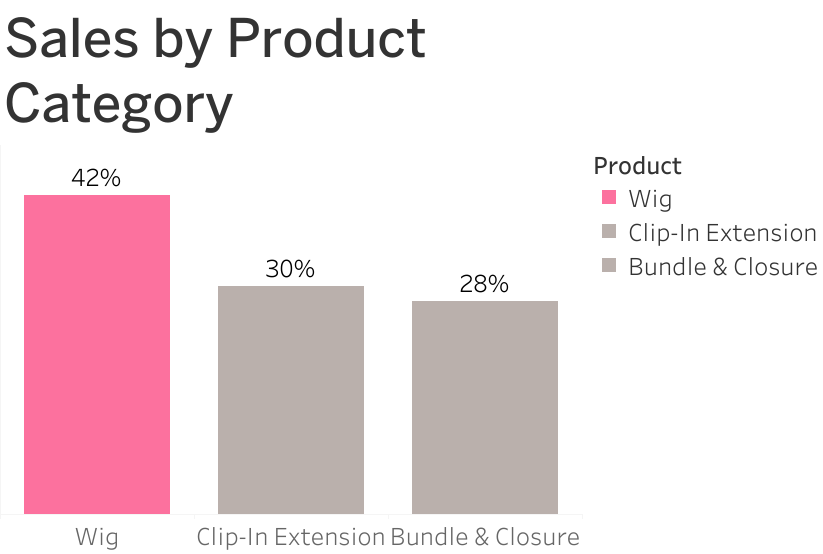 Sales by Product
Category
42%
30%
28%
Wig
Clip-In Extension
Bundle & Closure
Product
Wig
Clip-In Extension
Bundle & Closure